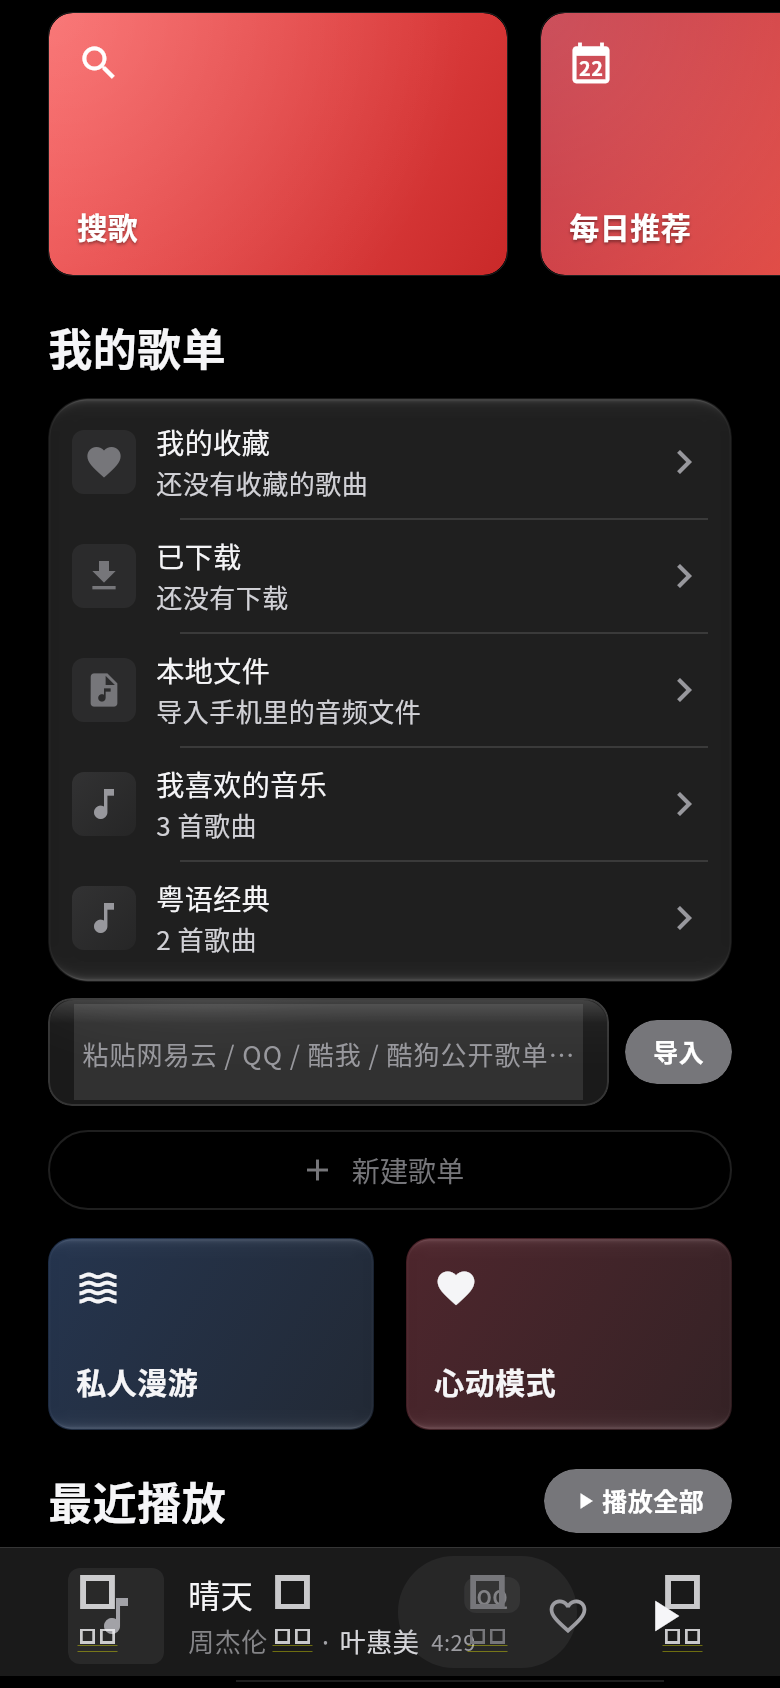 22
搜歌
每日推荐
我的歌单
我的收藏
还没有收藏的歌曲
已下载
还没有下载
本地文件
导入手机里的音频文件
我喜欢的音乐
3 首歌曲
粤语经典
2 首歌曲
粘贴网易云 / QQ / 酷我 / 酷狗公开歌单…
导入
新建歌单
私人漫游
心动模式
最近播放
播放全部
晴天
周杰伦 · 叶惠美 4:29